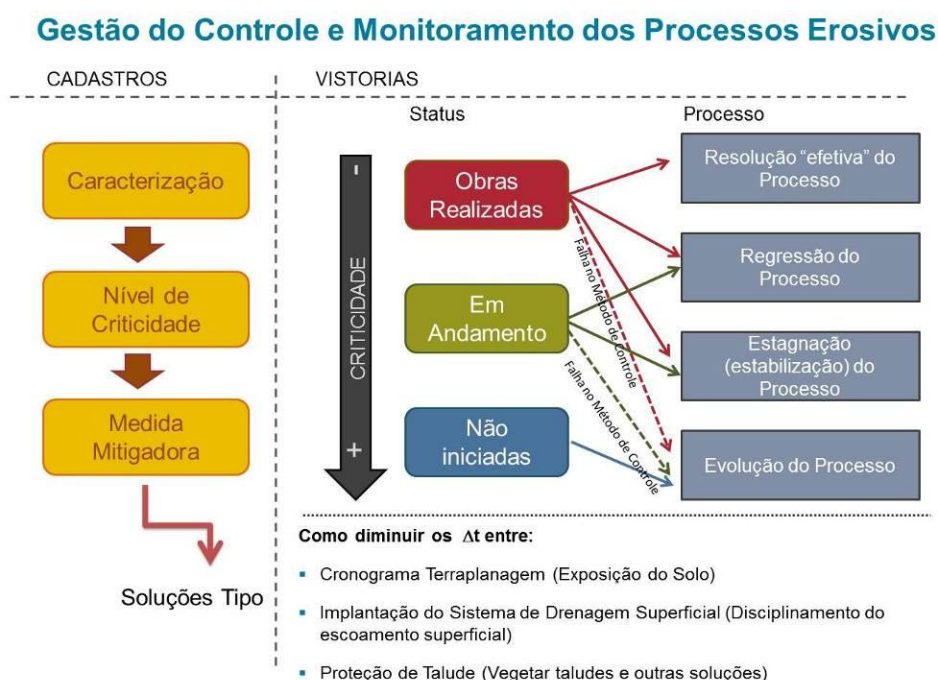 Gestão do Controle e Monitoramento dos Processos Erosivos
CADASTROS
VISTORIAS
Caracterização
Nível de
Criticidade
Medida
Mitigadora
Soluções Tipo
Status
Processo
-
CRITICIDADE
+
Obras
Realizadas
Em
Andamento
Não
iniciadas
Falha no Método de Controle
Falha no Método de Controle
Resolução “efetiva” do
Processo
Regressão do
Processo
Estagnação
(estabilização) do
Processo
Evolução do Processo
Como diminuir os Δt entre:
▪ Cronograma Terraplanagem (Exposição do Solo)
▪ Implantação do Sistema de Drenagem Superficial (Disciplinamento do
escoamento superficial)
▪ Proteção de Talude (Vegetar taludes e outras soluções)